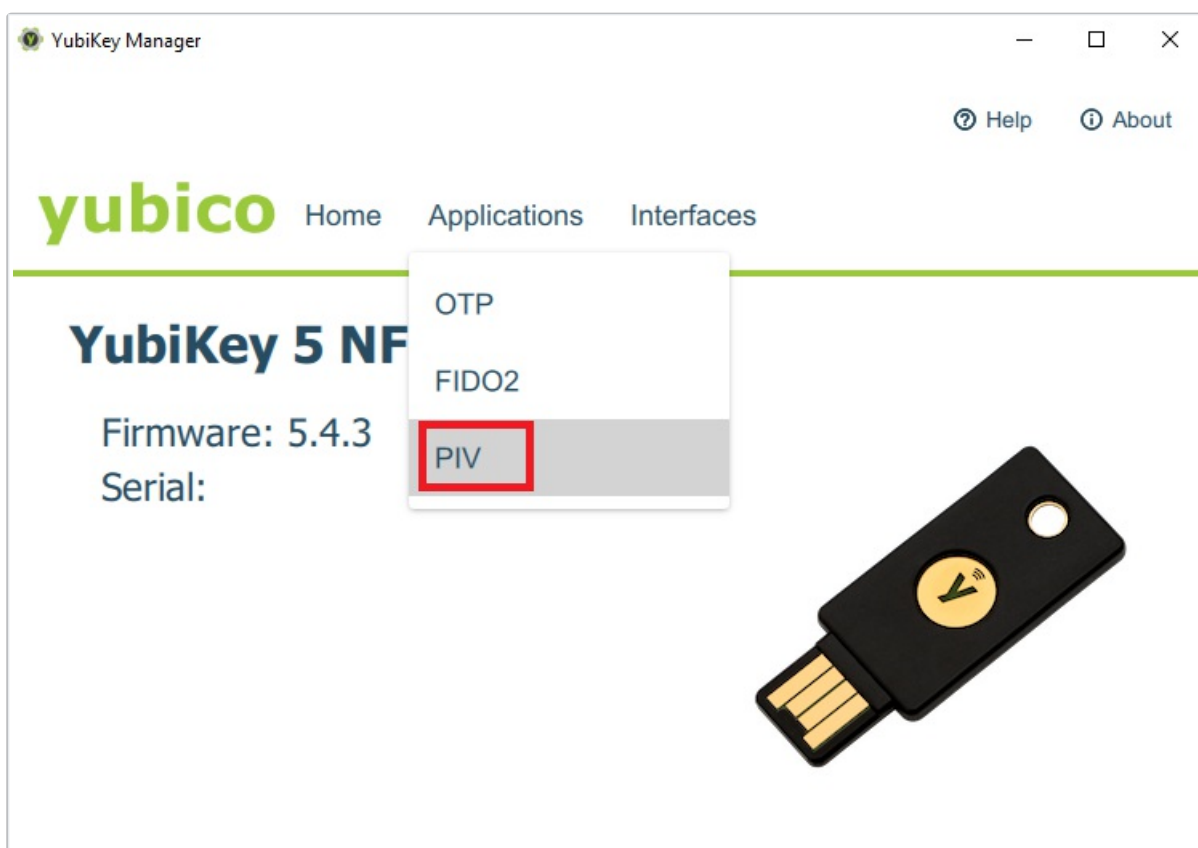 YubiKey Manager
Help About
yubico Home Applications Interfaces
OTP
YubiKey 5 NF
FIDO2
Firmware: 5.4.3
PIV
Serial:
Y